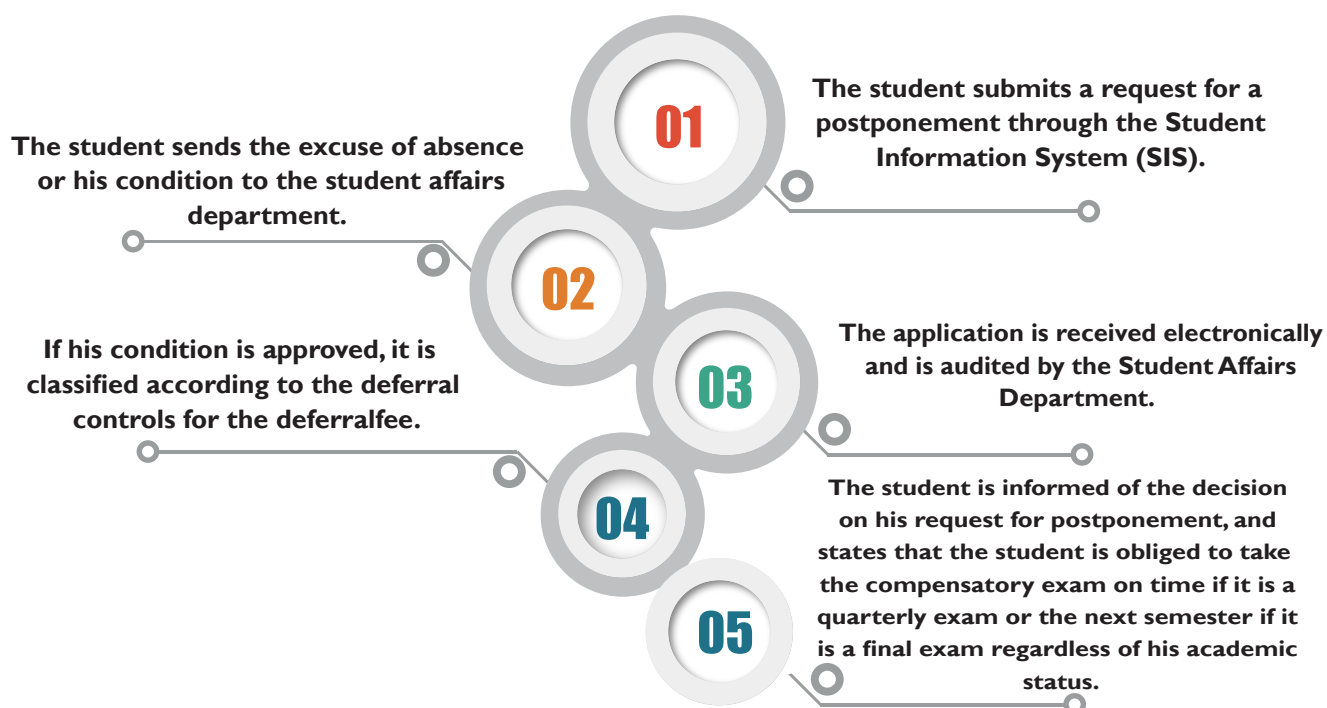 01
The student submits a request for a
postponement through the Student
Information System (SIS).
The student sends the excuse of absence
or his condition to the student affairs
department.
02
The application is received electronically
and is audited by the Student Affairs
Department.
03
If his condition is approved, it is
classified according to the deferral
controls for the deferralfee.
04
The student is informed of the decision
on his request for postponement, and
states that the student is obliged to take
the compensatory exam on time if it is a
quarterly exam or the next semester if it
is a final exam regardless of his academic
status.
05